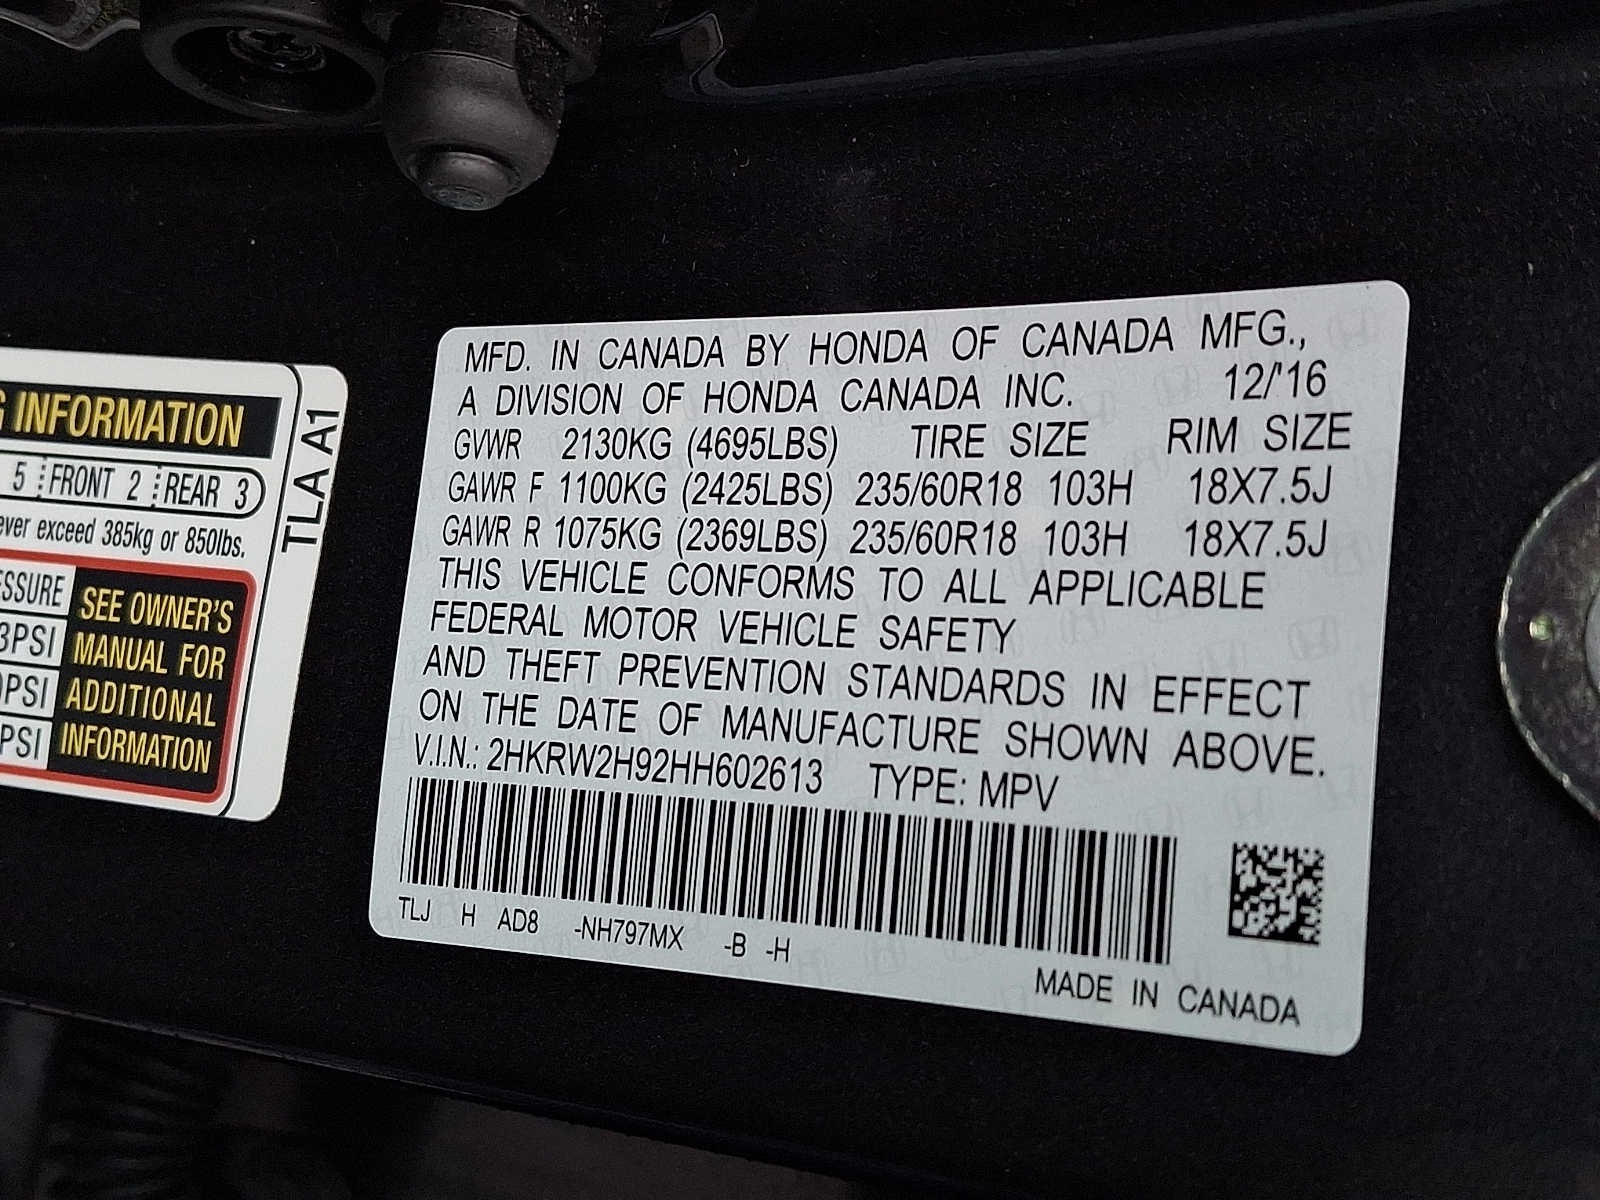 G INFORMATION
5 FRONT 2 REAR 3
ever exceed 385kg or 850lbs.
ESSURE
3PSI
0PSI
PSI
SEE OWNER'S
MANUAL FOR
ADDITIONAL
INFORMATION
TLA A1
MFD. IN CANADA BY HONDA OF CANADA MFG.,
A DIVISION OF HONDA CANADA INC. 12/'16
GVWR 2130KG (4695LBS) TIRE SIZE RIM SIZE
GAWR F 1100KG (2425LBS) 235/60R18 103H 18X7.5J
GAWR R 1075KG (2369LBS) 235/60R18 103H 18X7.5J
THIS VEHICLE CONFORMS TO ALL APPLICABLE
FEDERAL MOTOR VEHICLE SAFETY
AND THEFT PREVENTION STANDARDS IN EFFECT
ON THE DATE OF MANUFACTURE SHOWN ABOVE.
V.I.N.: 2HKRW2H92HH602613 TYPE: MPV
TLJ H AD8 -NH797MX -B -H
MADE IN CANADA